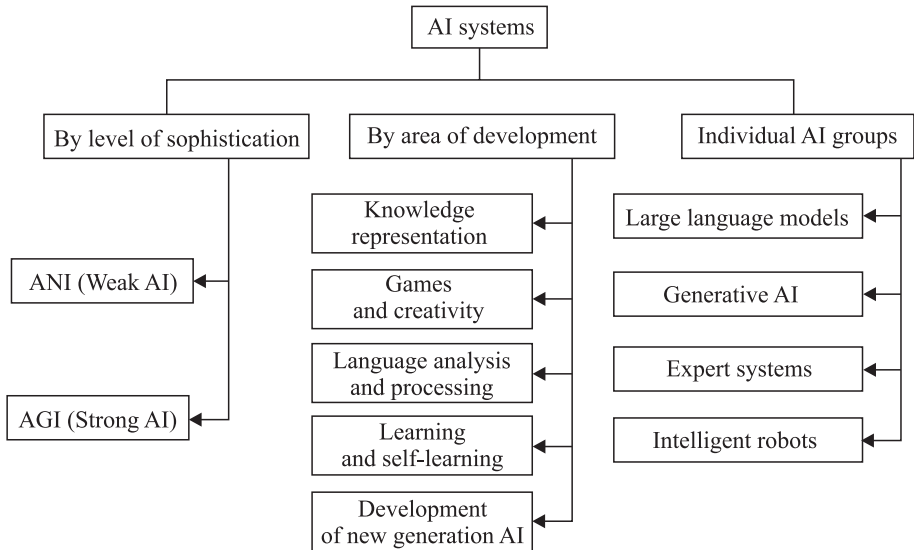 AI systems
By level of sophistication
ANI (Weak AI)
AGI (Strong AI)
By area of development
Knowledge
representation
Games
and creativity
Language analysis
and processing
Learning
and self-learning
Development
of new generation AI
Individual AI groups
Large language models
Generative AI
Expert systems
Intelligent robots